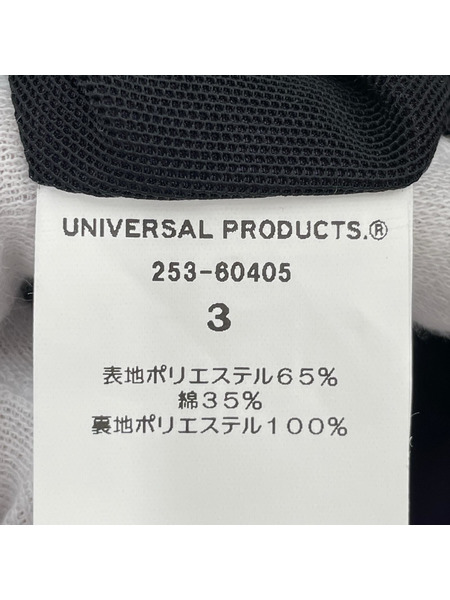 UNIVERSAL PRODUCTS.®
253-60405
3
表地ポリエステル65%
綿35%
裏地ポリエステル100%